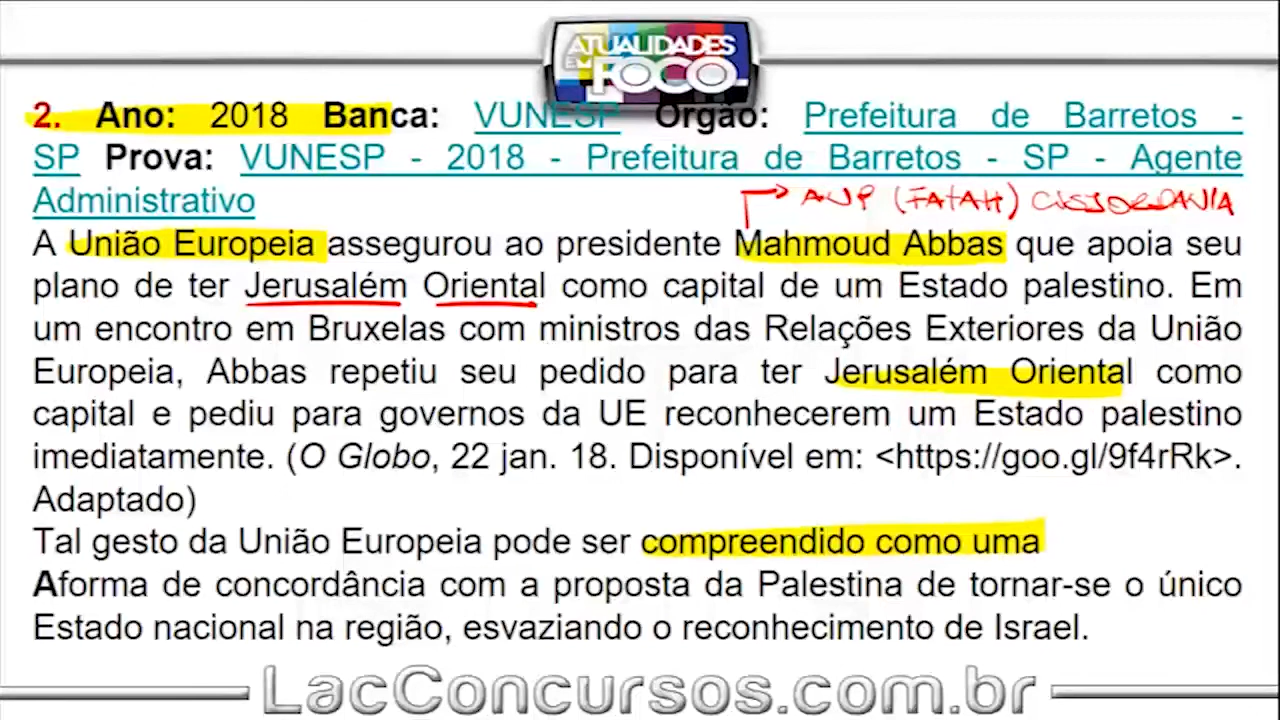 ATUALIDADES
EM FOCO
2. Ano: 2018 Banca: VUNESP Órgão: Prefeitura de Barretos -
SP Prova: VUNESP - 2018 - Prefeitura de Barretos - SP - Agente
Administrativo
ANP (FATAH) CISJORDANIA
A União Europeia assegurou ao presidente Mahmoud Abbas que apoia seu
plano de ter Jerusalém Oriental como capital de um Estado palestino. Em
um encontro em Bruxelas com ministros das Relações Exteriores da União
Europeia, Abbas repetiu seu pedido para ter Jerusalém Oriental como
capital e pediu para governos da UE reconhecerem um Estado palestino
imediatamente. (O Globo, 22 jan. 18. Disponível em: <https://goo.gl/9f4rRk>.
Adaptado)
Tal gesto da União Europeia pode ser compreendido como uma
Aforma de concordância com a proposta da Palestina de tornar-se o único
Estado nacional na região, esvaziando o reconhecimento de Israel.
LacConcursos.com.br